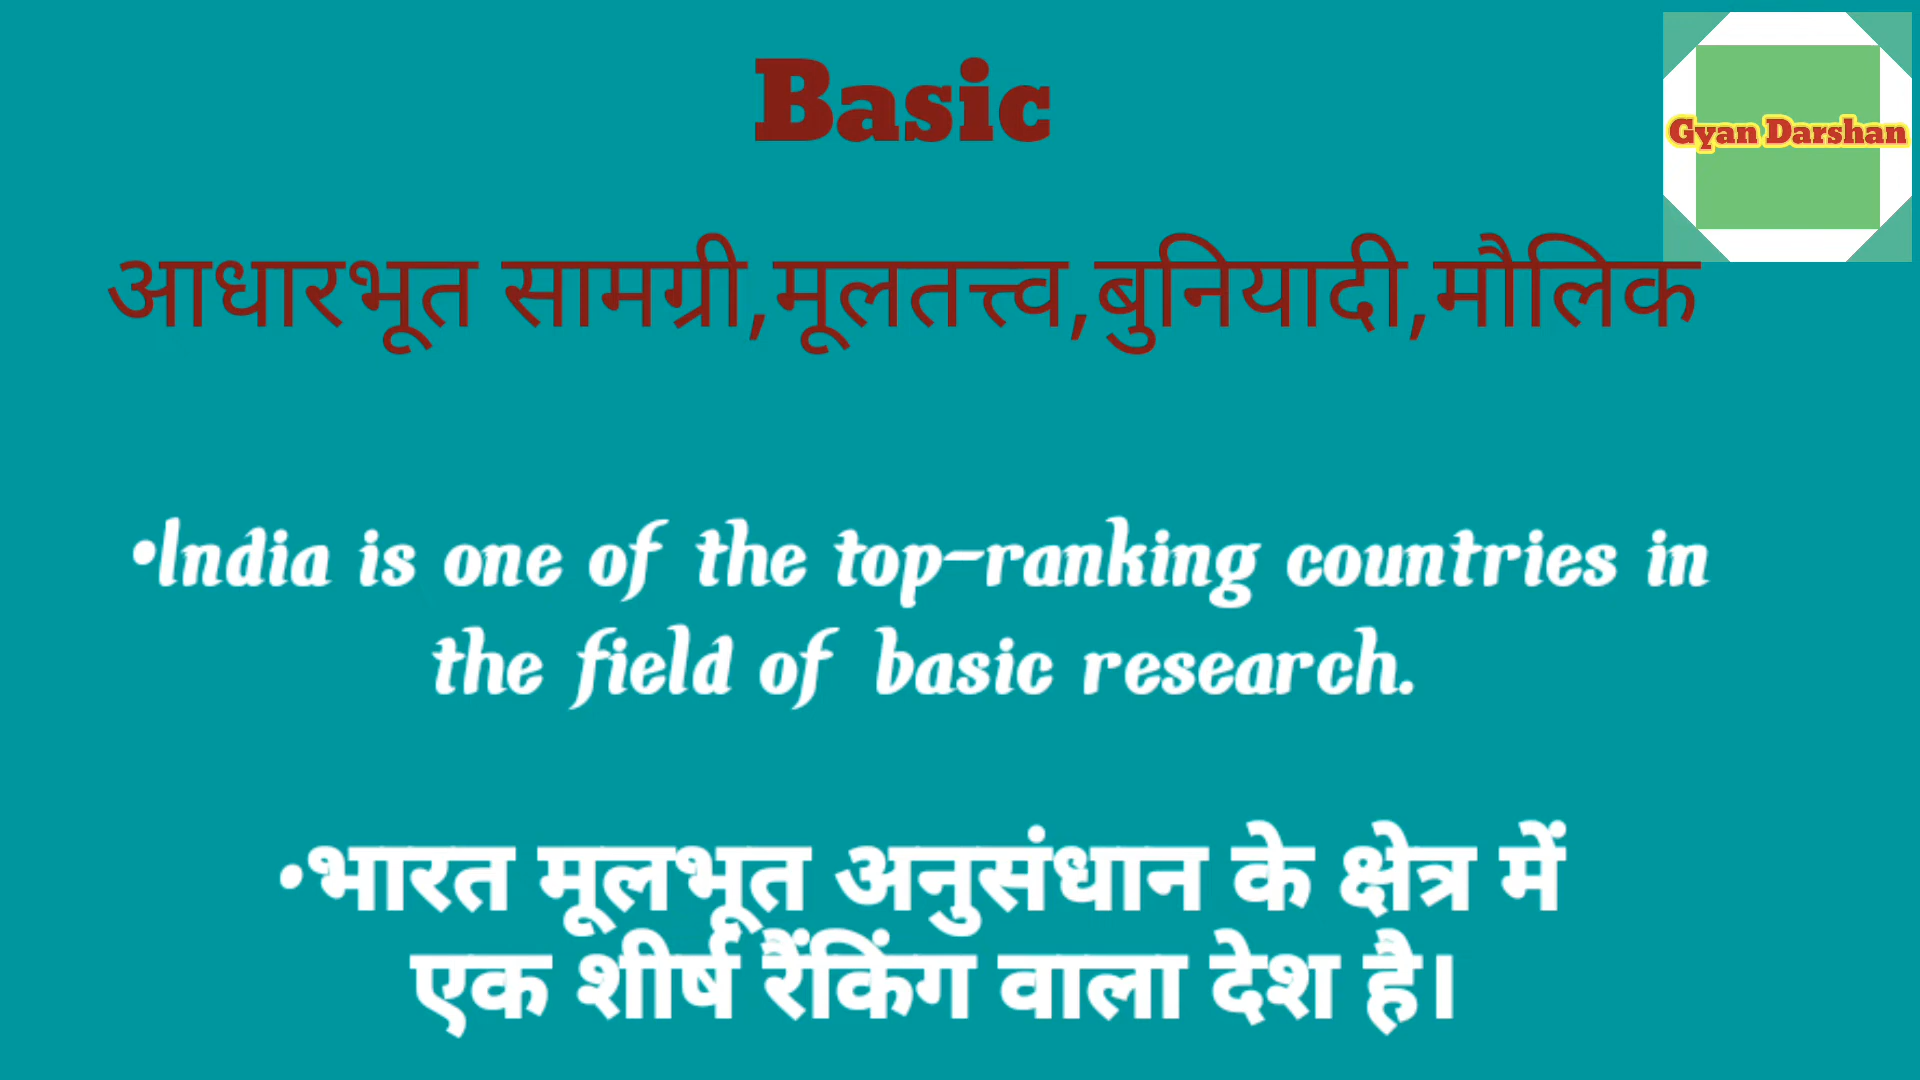 Basic
Gyan Darshan
आधारभूत सामग्री,मूलतत्त्व,बुनियादी,मौलिक
•India is one of the top-ranking countries in
the field of basic research.
•भारत मूलभूत अनुसंधान के क्षेत्र में
एक शीर्ष रैंकिंग वाला देश है।